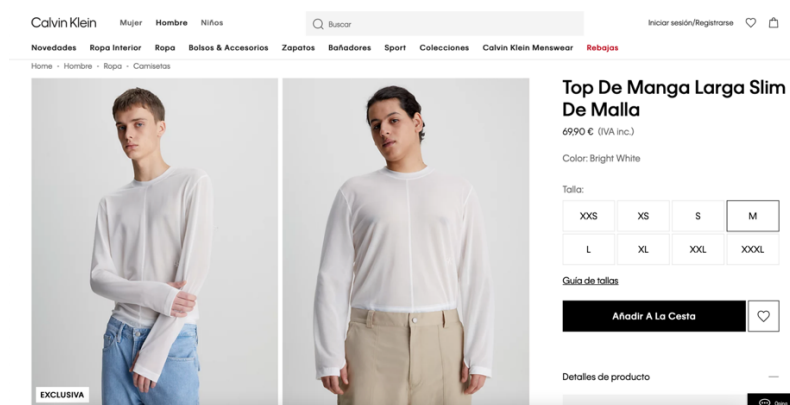 Calvin Klein
Mujer Hombre Niños
Buscar
Iniciar sesión/Registrarse
Novedades Ropa Interior Ropa Bolsos & Accesorios Zapatos Bañadores Sport Colecciones Calvin Klein Menswear Rebajas
Home - Hombre - Ropa - Camisetas
EXCLUSIVA
Top De Manga Larga Slim
De Malla
69,90 € (IVA inc.)
Color: Bright White
Talla:
XXS XS S M
L XL XXL XXXL
Guía de tallas
Añadir A La Cesta
Detalles de producto